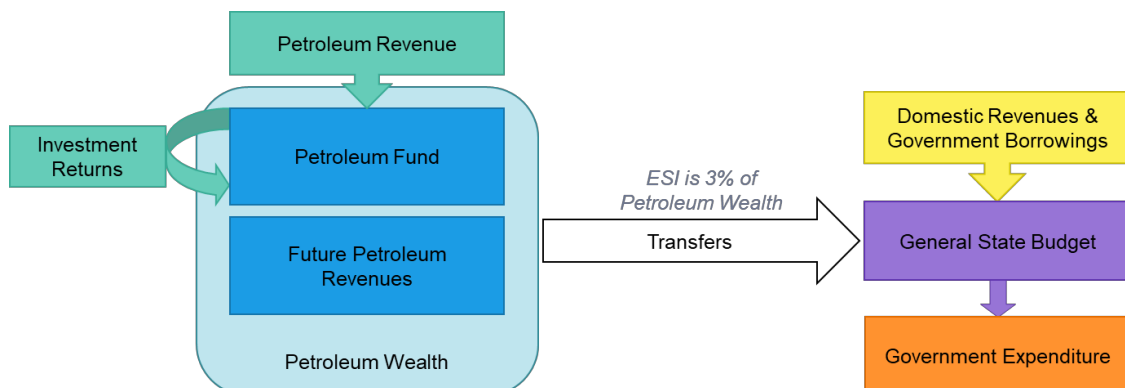 Petroleum Revenue
Investment
Returns
Petroleum Fund
Future Petroleum
Revenues
Petroleum Wealth
ESI is 3% of
Petroleum Wealth
Transfers
Domestic Revenues &
Government Borrowings
General State Budget
Government Expenditure